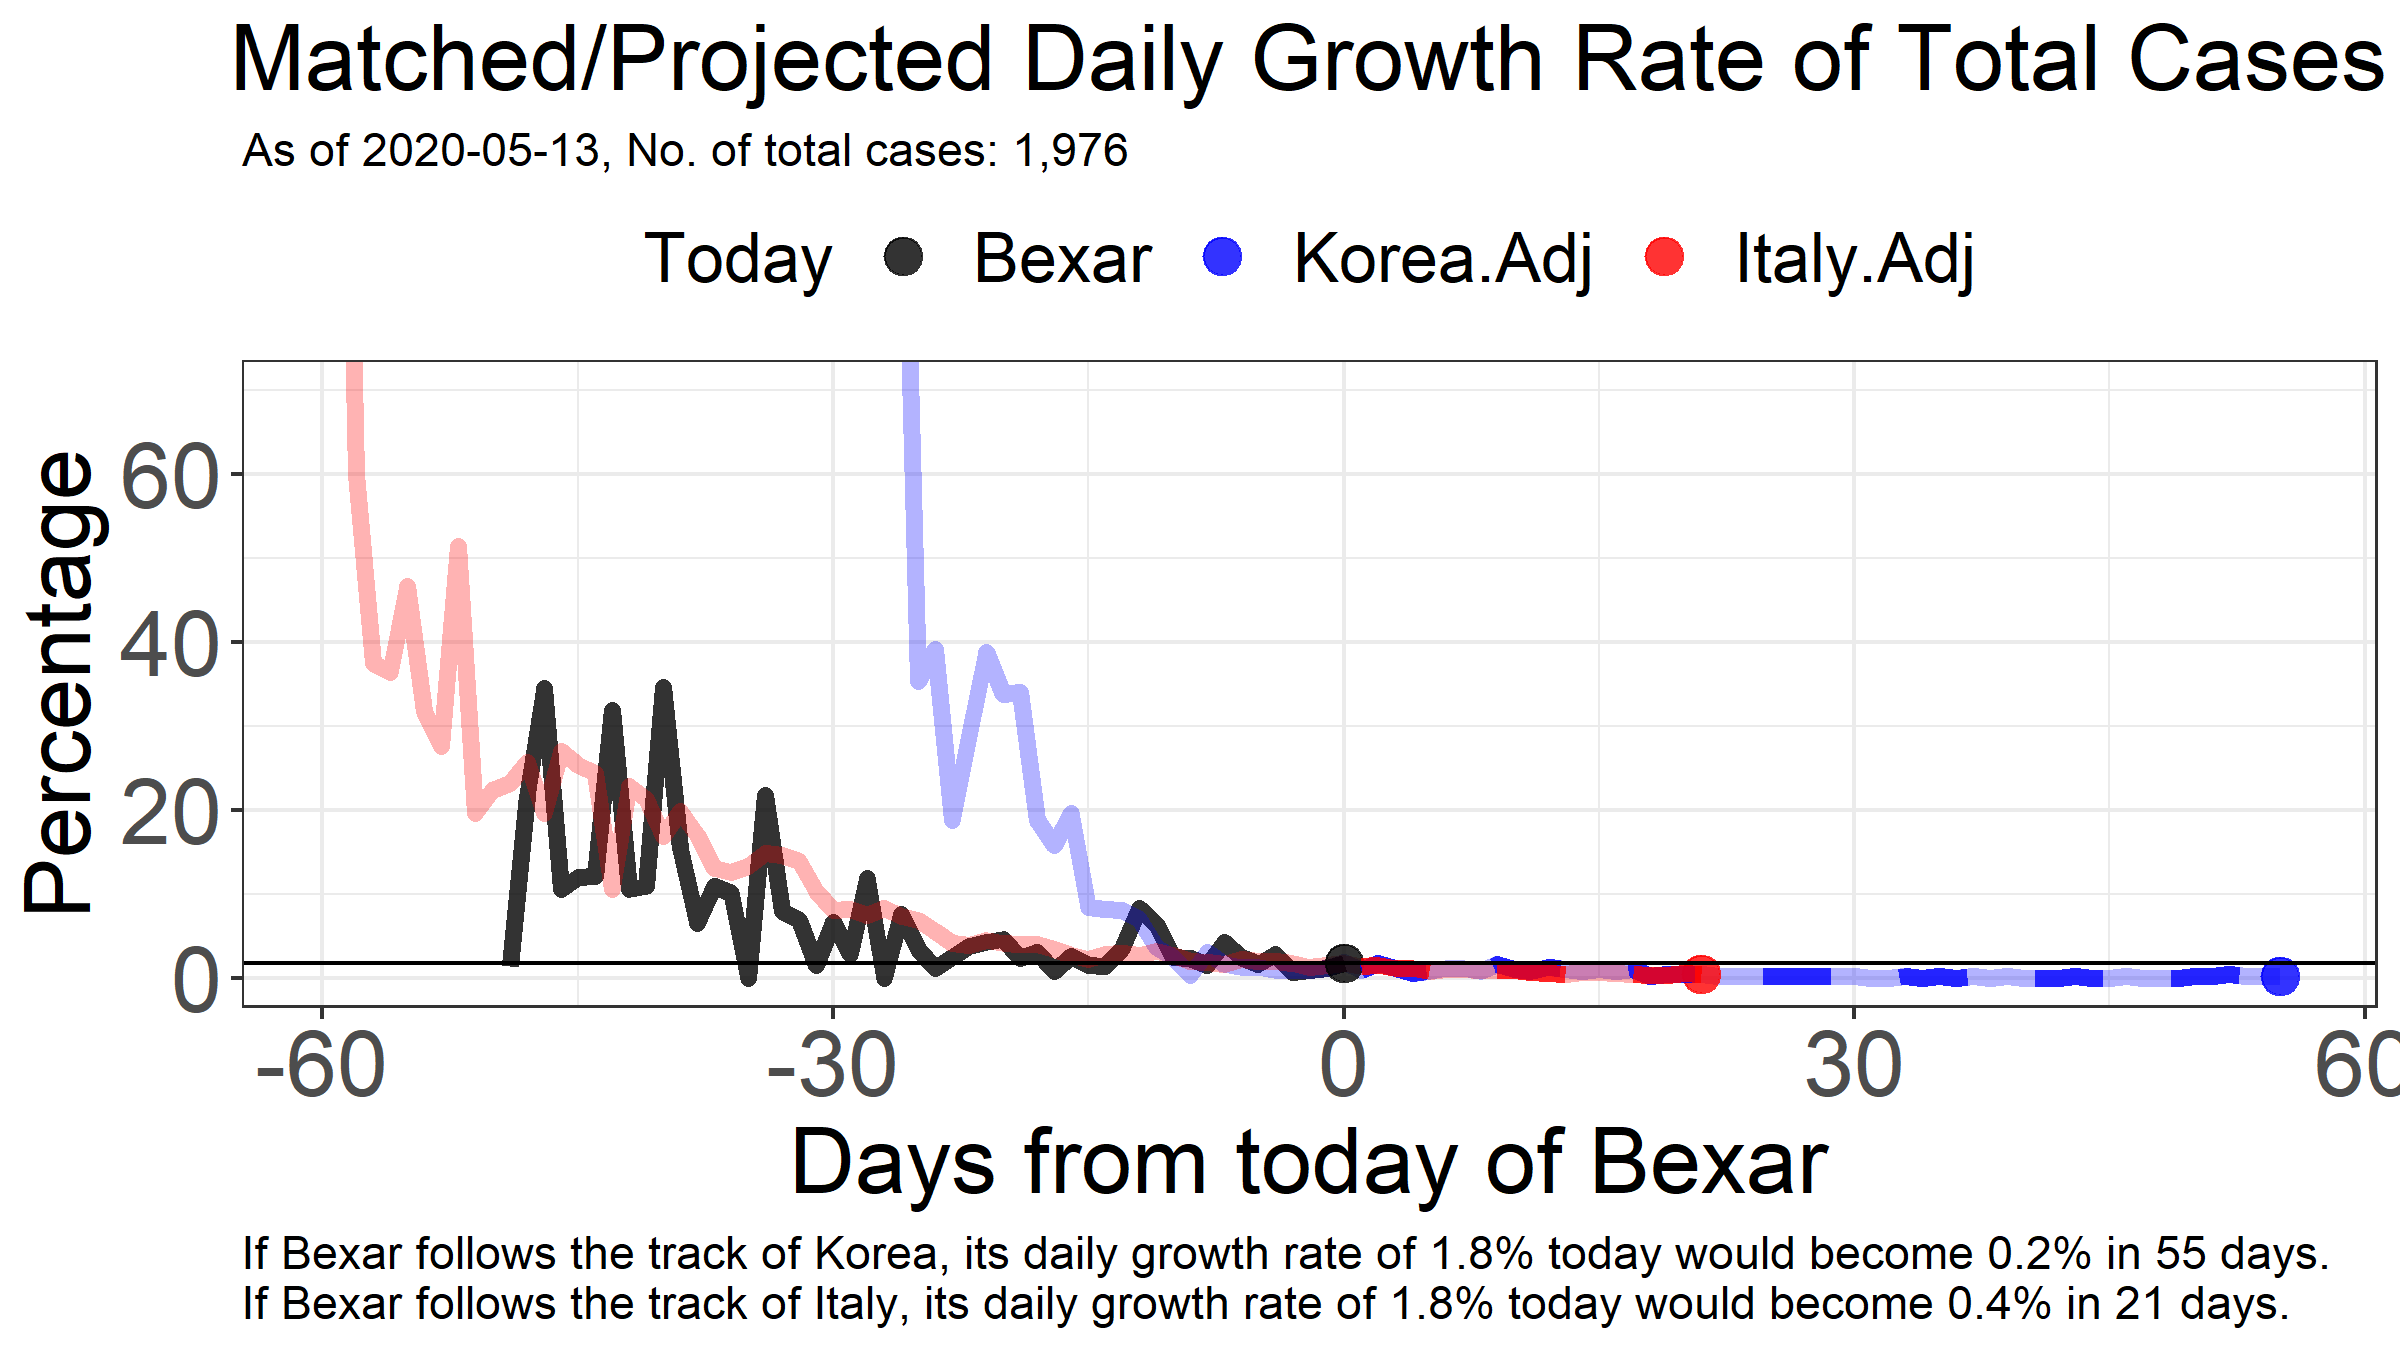 Matched/Projected Daily Growth Rate of Total Cases
As of 2020-05-13, No. of total cases: 1,976
Today Bexar Korea.Adj Italy.Adj
Percentage
60
40
20
0
-60 -30 0 30 60
Days from today of Bexar
If Bexar follows the track of Korea, its daily growth rate of 1.8% today would become 0.2% in 55 days.
If Bexar follows the track of Italy, its daily growth rate of 1.8% today would become 0.4% in 21 days.